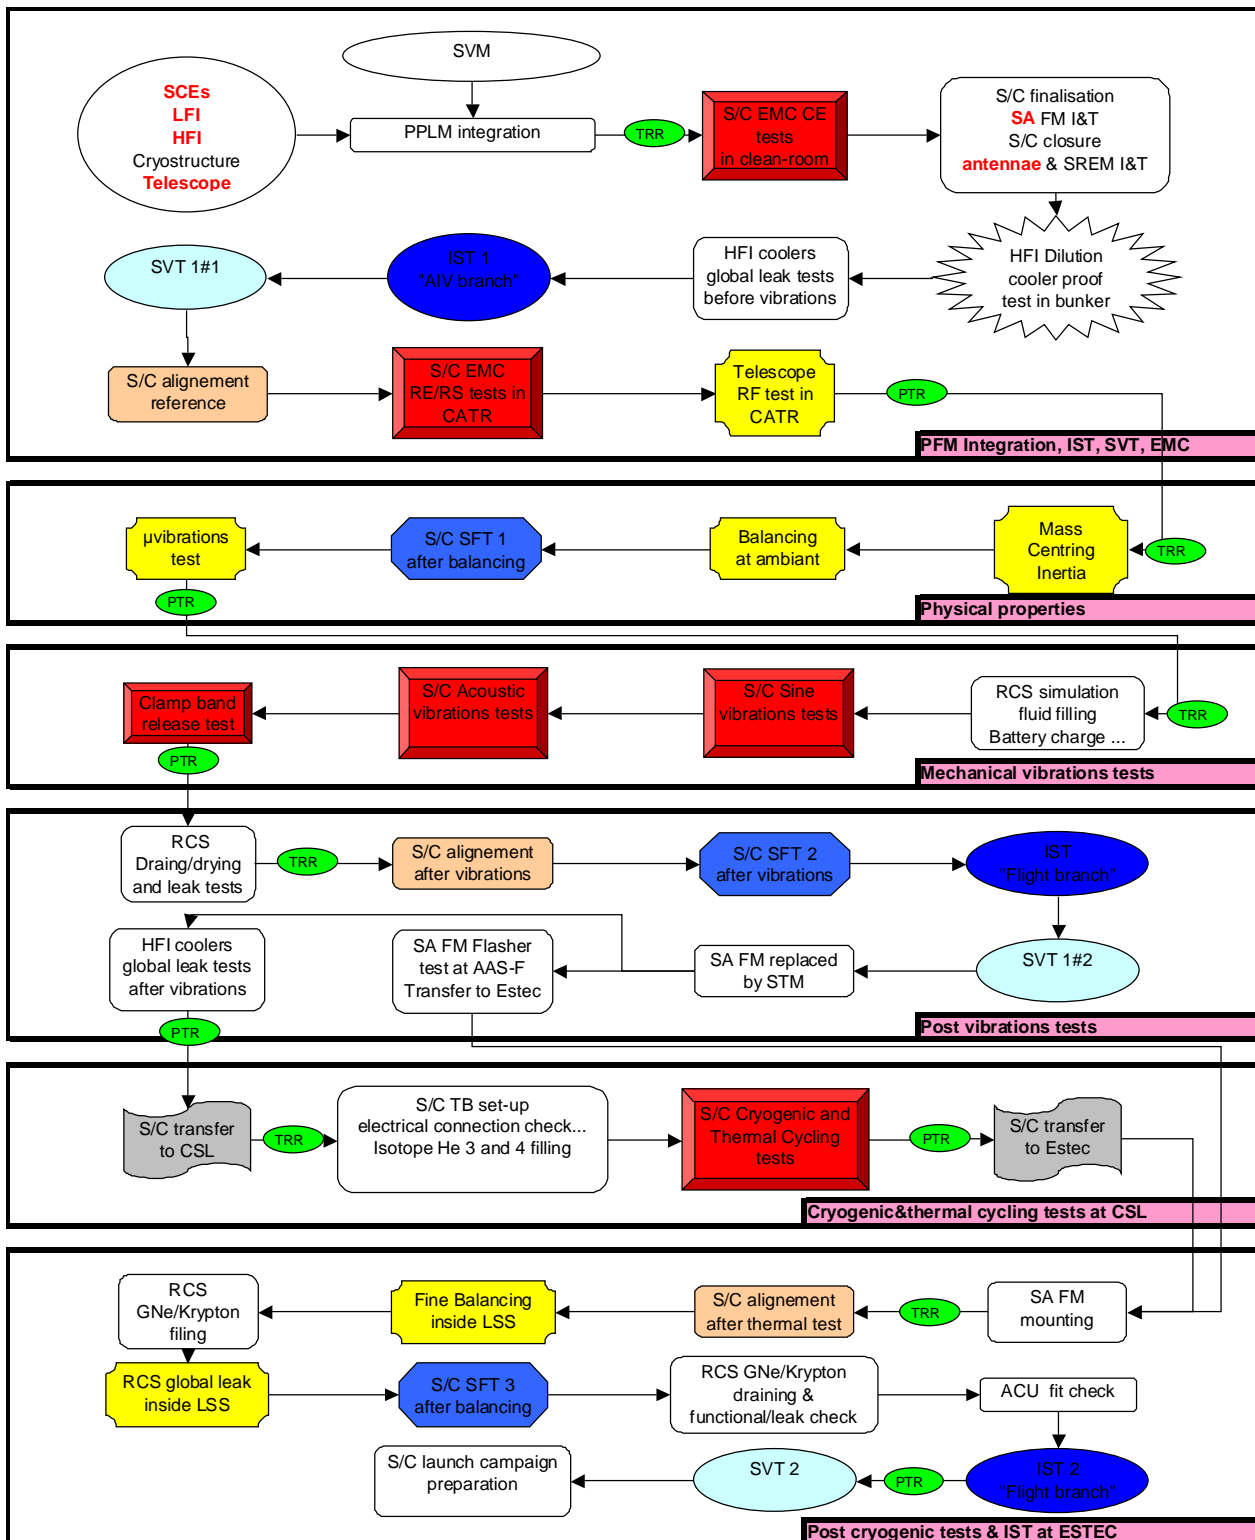 SVM
SCEs
LFI
HFI
Cryostructure
Telescope
PPLM integration
TRR
S/C EMC CE
tests
in clean-room
S/C finalisation
SA FM I&T
S/C closure
antennae & SREM I&T
SVT 1#1
IST 1
"AIV branch"
HFI coolers
global leak tests
before vibrations
HFI Dilution
cooler proof
test in bunker
S/C alignement
reference
S/C EMC
RE/RS tests in
CATR
Telescope
RF test in
CATR
PTR
PFM Integration, IST, SVT, EMC
µvibrations
test
S/C SFT 1
after balancing
Balancing
at ambiant
Mass
Centring
Inertia
TRR
PTR
Physical properties
Clamp band
release test
S/C Acoustic
vibrations tests
S/C Sine
vibrations tests
RCS simulation
fluid filling
Battery charge ...
TRR
PTR
Mechanical vibrations tests
RCS
Draing/drying
and leak tests
TRR
S/C alignement
after vibrations
S/C SFT 2
after vibrations
IST
"Flight branch"
HFI coolers
global leak tests
after vibrations
SA FM Flasher
test at AAS-F
Transfer to Estec
SA FM replaced
by STM
SVT 1#2
PTR
Post vibrations tests
S/C transfer
to CSL
TRR
S/C TB set-up
electrical connection check...
Isotope He 3 and 4 filling
S/C Cryogenic and
Thermal Cycling
tests
PTR
S/C transfer
to Estec
Cryogenic&thermal cycling tests at CSL
RCS
GNe/Krypton
filing
Fine Balancing
inside LSS
S/C alignement
after thermal test
TRR
SA FM
mounting
RCS global leak
inside LSS
S/C SFT 3
after balancing
RCS GNe/Krypton
draining &
functional/leak check
ACU fit check
S/C launch campaign
preparation
SVT 2
PTR
IST 2
"Flight branch"
Post cryogenic tests & IST at ESTEC